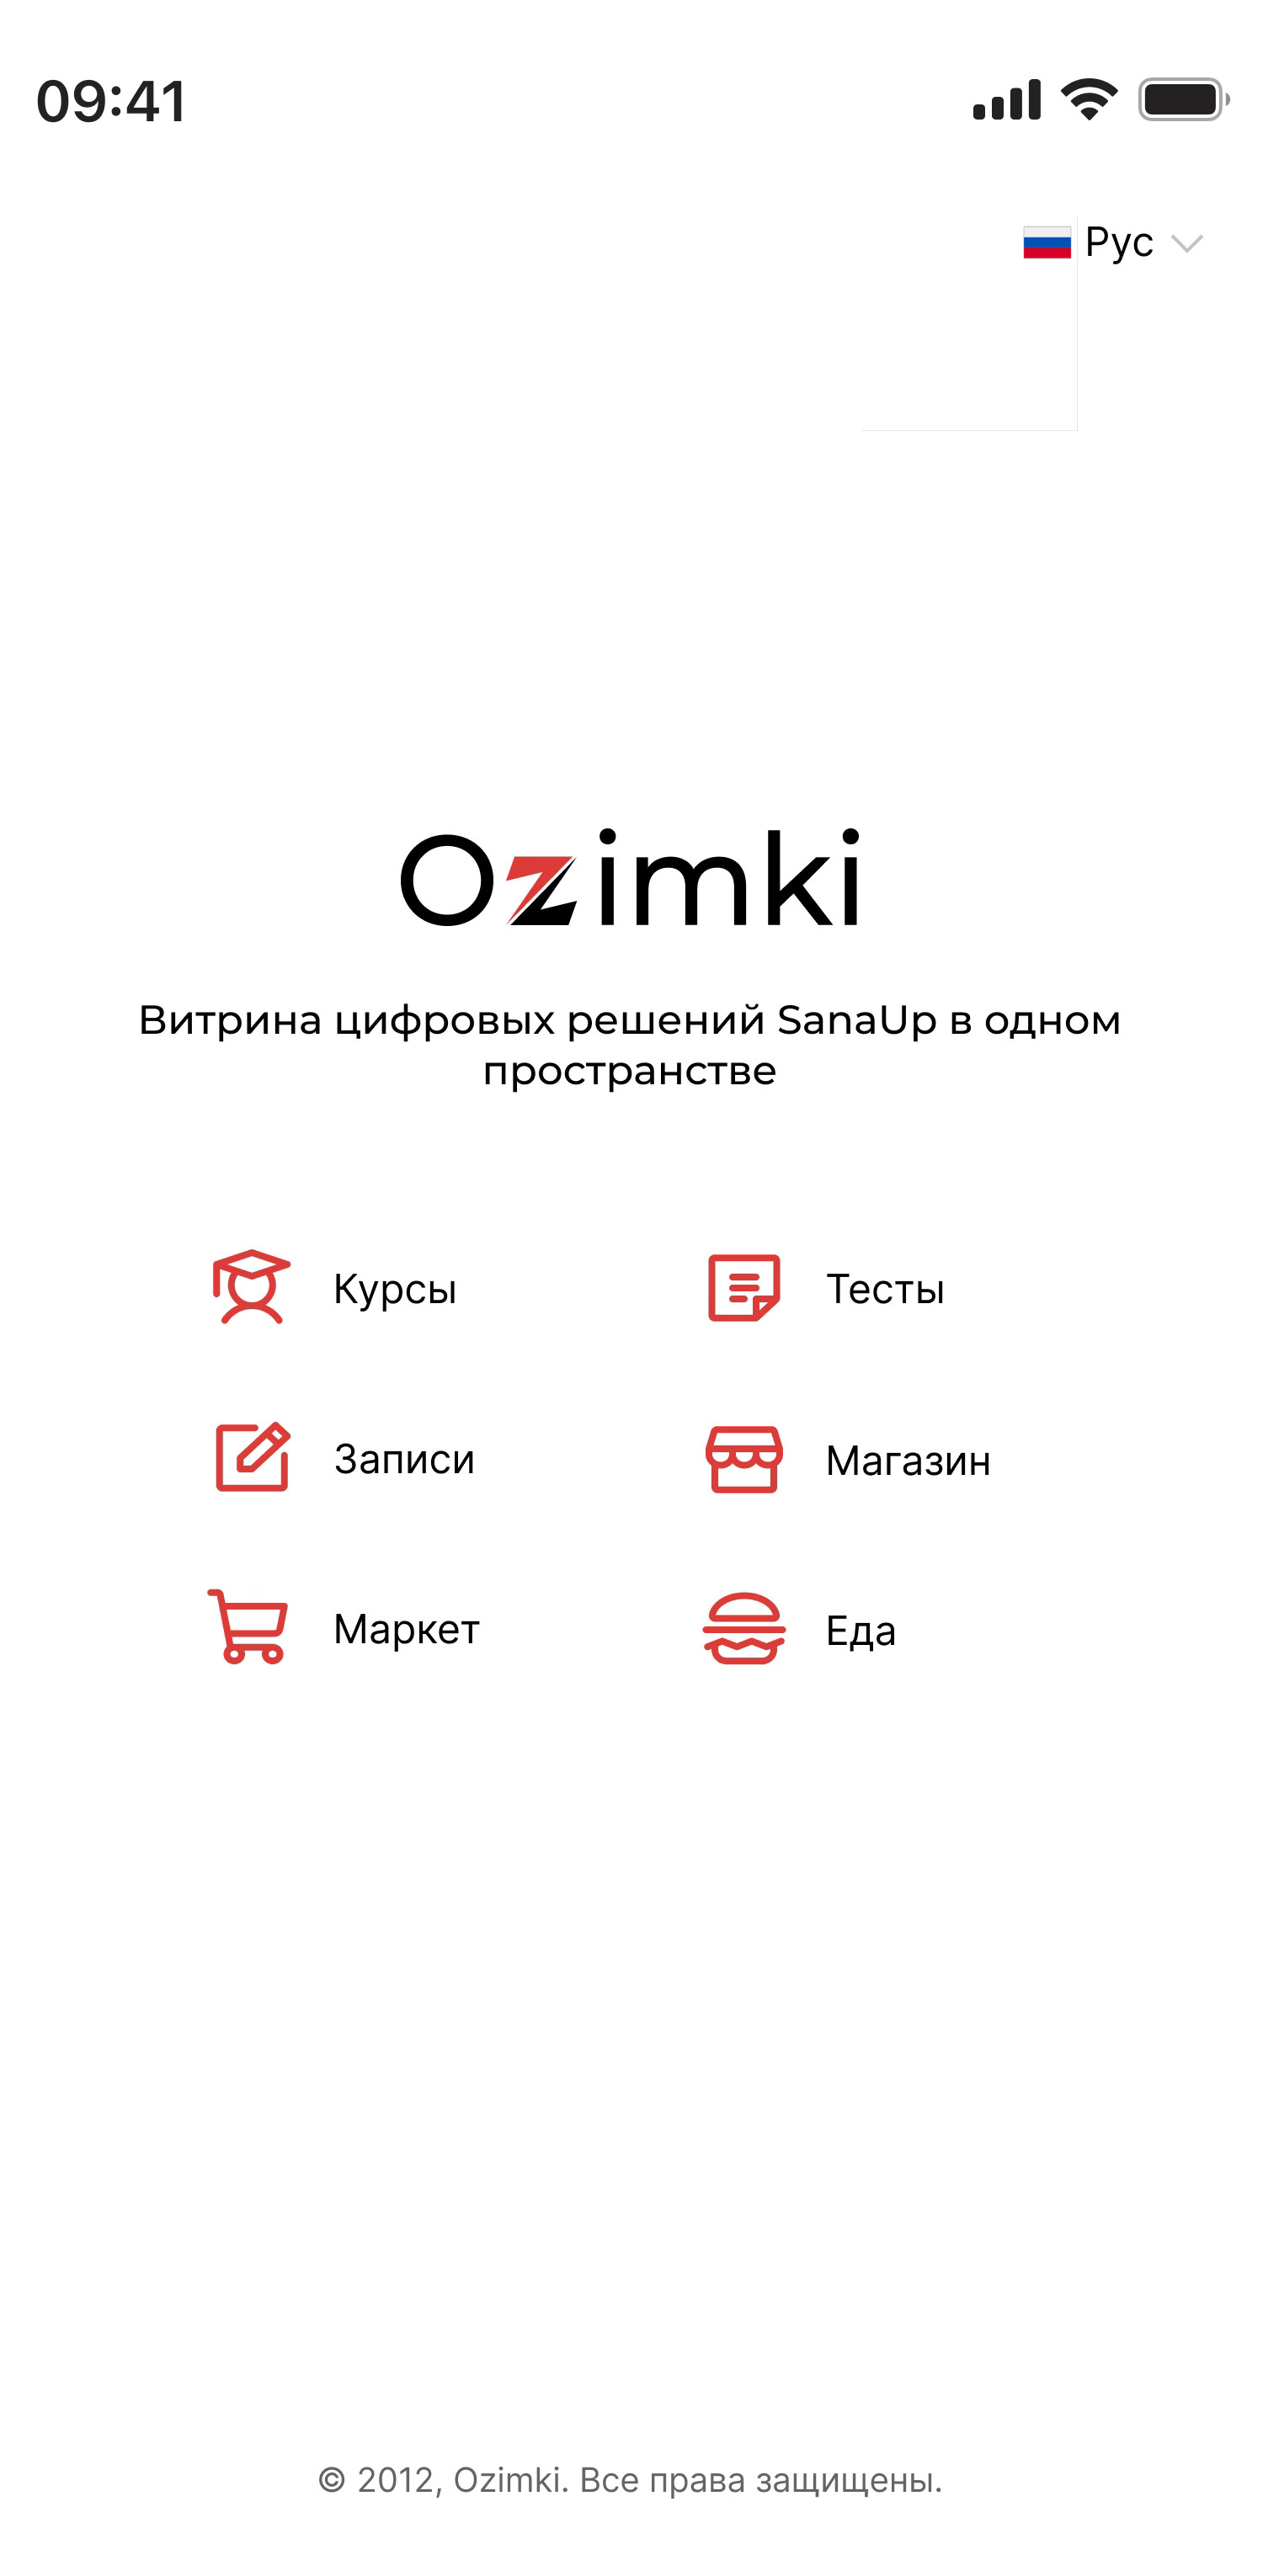 09:41
Рус
Ozimki
Витрина цифровых решений SanaUp в одном
пространстве
Курсы
Тесты
Записи
Магазин
Маркет
Еда
© 2012, Ozimki. Все права защищены.